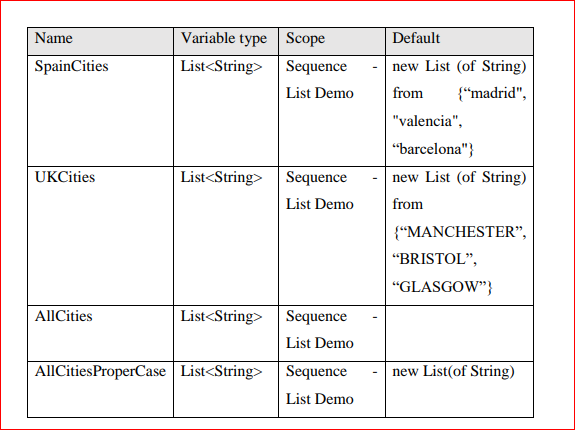 Name Variable type Scope Default
SpainCities List<String> Sequence - new List (of String)
List Demo from {“madrid",
"valencia",
“barcelona"}
UKCities List<String> Sequence - new List (of String)
List Demo from
{“MANCHESTER”,
“BRISTOL”,
“GLASGOW”}
AllCities List<String> Sequence -
List Demo
AllCitiesProperCase List<String> Sequence - new List(of String)
List Demo